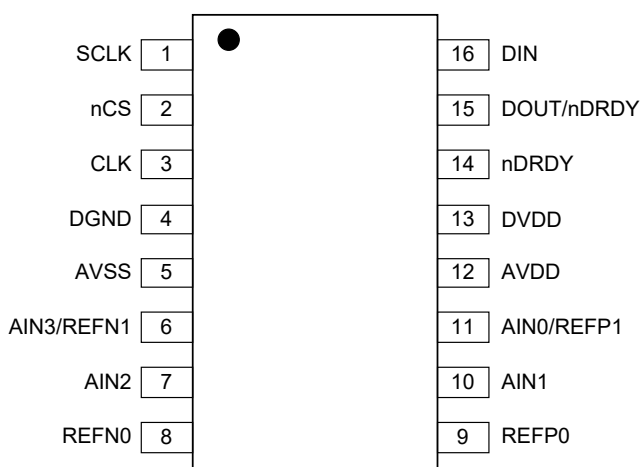 SCLK 1 16 DIN
nCS 2 15 DOUT/nDRDY
CLK 3 14 nDRDY
DGND 4 13 DVDD
AVSS 5 12 AVDD
AIN3/REFN1 6 11 AIN0/REFP1
AIN2 7 10 AIN1
REFN0 8 9 REFP0